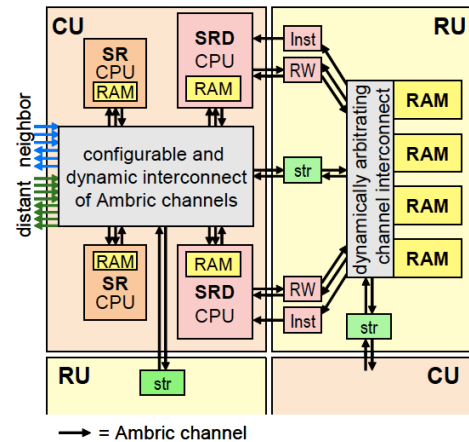 CU
RU
SR
CPU
RAM
SRD
CPU
RAM
Inst
RW
neighbor
distant
configurable and
dynamic interconnect
of Ambric channels
str
dynamically arbitrating
channel interconnect
RAM
RAM
RAM
RAM
RAM
SR
CPU
RAM
SRD
CPU
RW
Inst
str
RU
str
CU
= Ambric channel